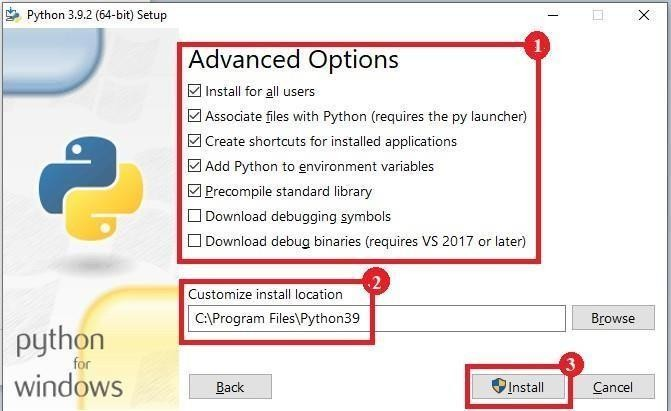 Python 3.9.2 (64-bit) Setup
1
Advanced Options
Install for all users
Associate files with Python (requires the py launcher)
Create shortcuts for installed applications
Add Python to environment variables
Precompile standard library
Download debugging symbols
Download debug binaries (requires VS 2017 or later)
2
Customize install location
C:\Program Files\Python39
Browse
python
for
windows
3
Back
Install
Cancel